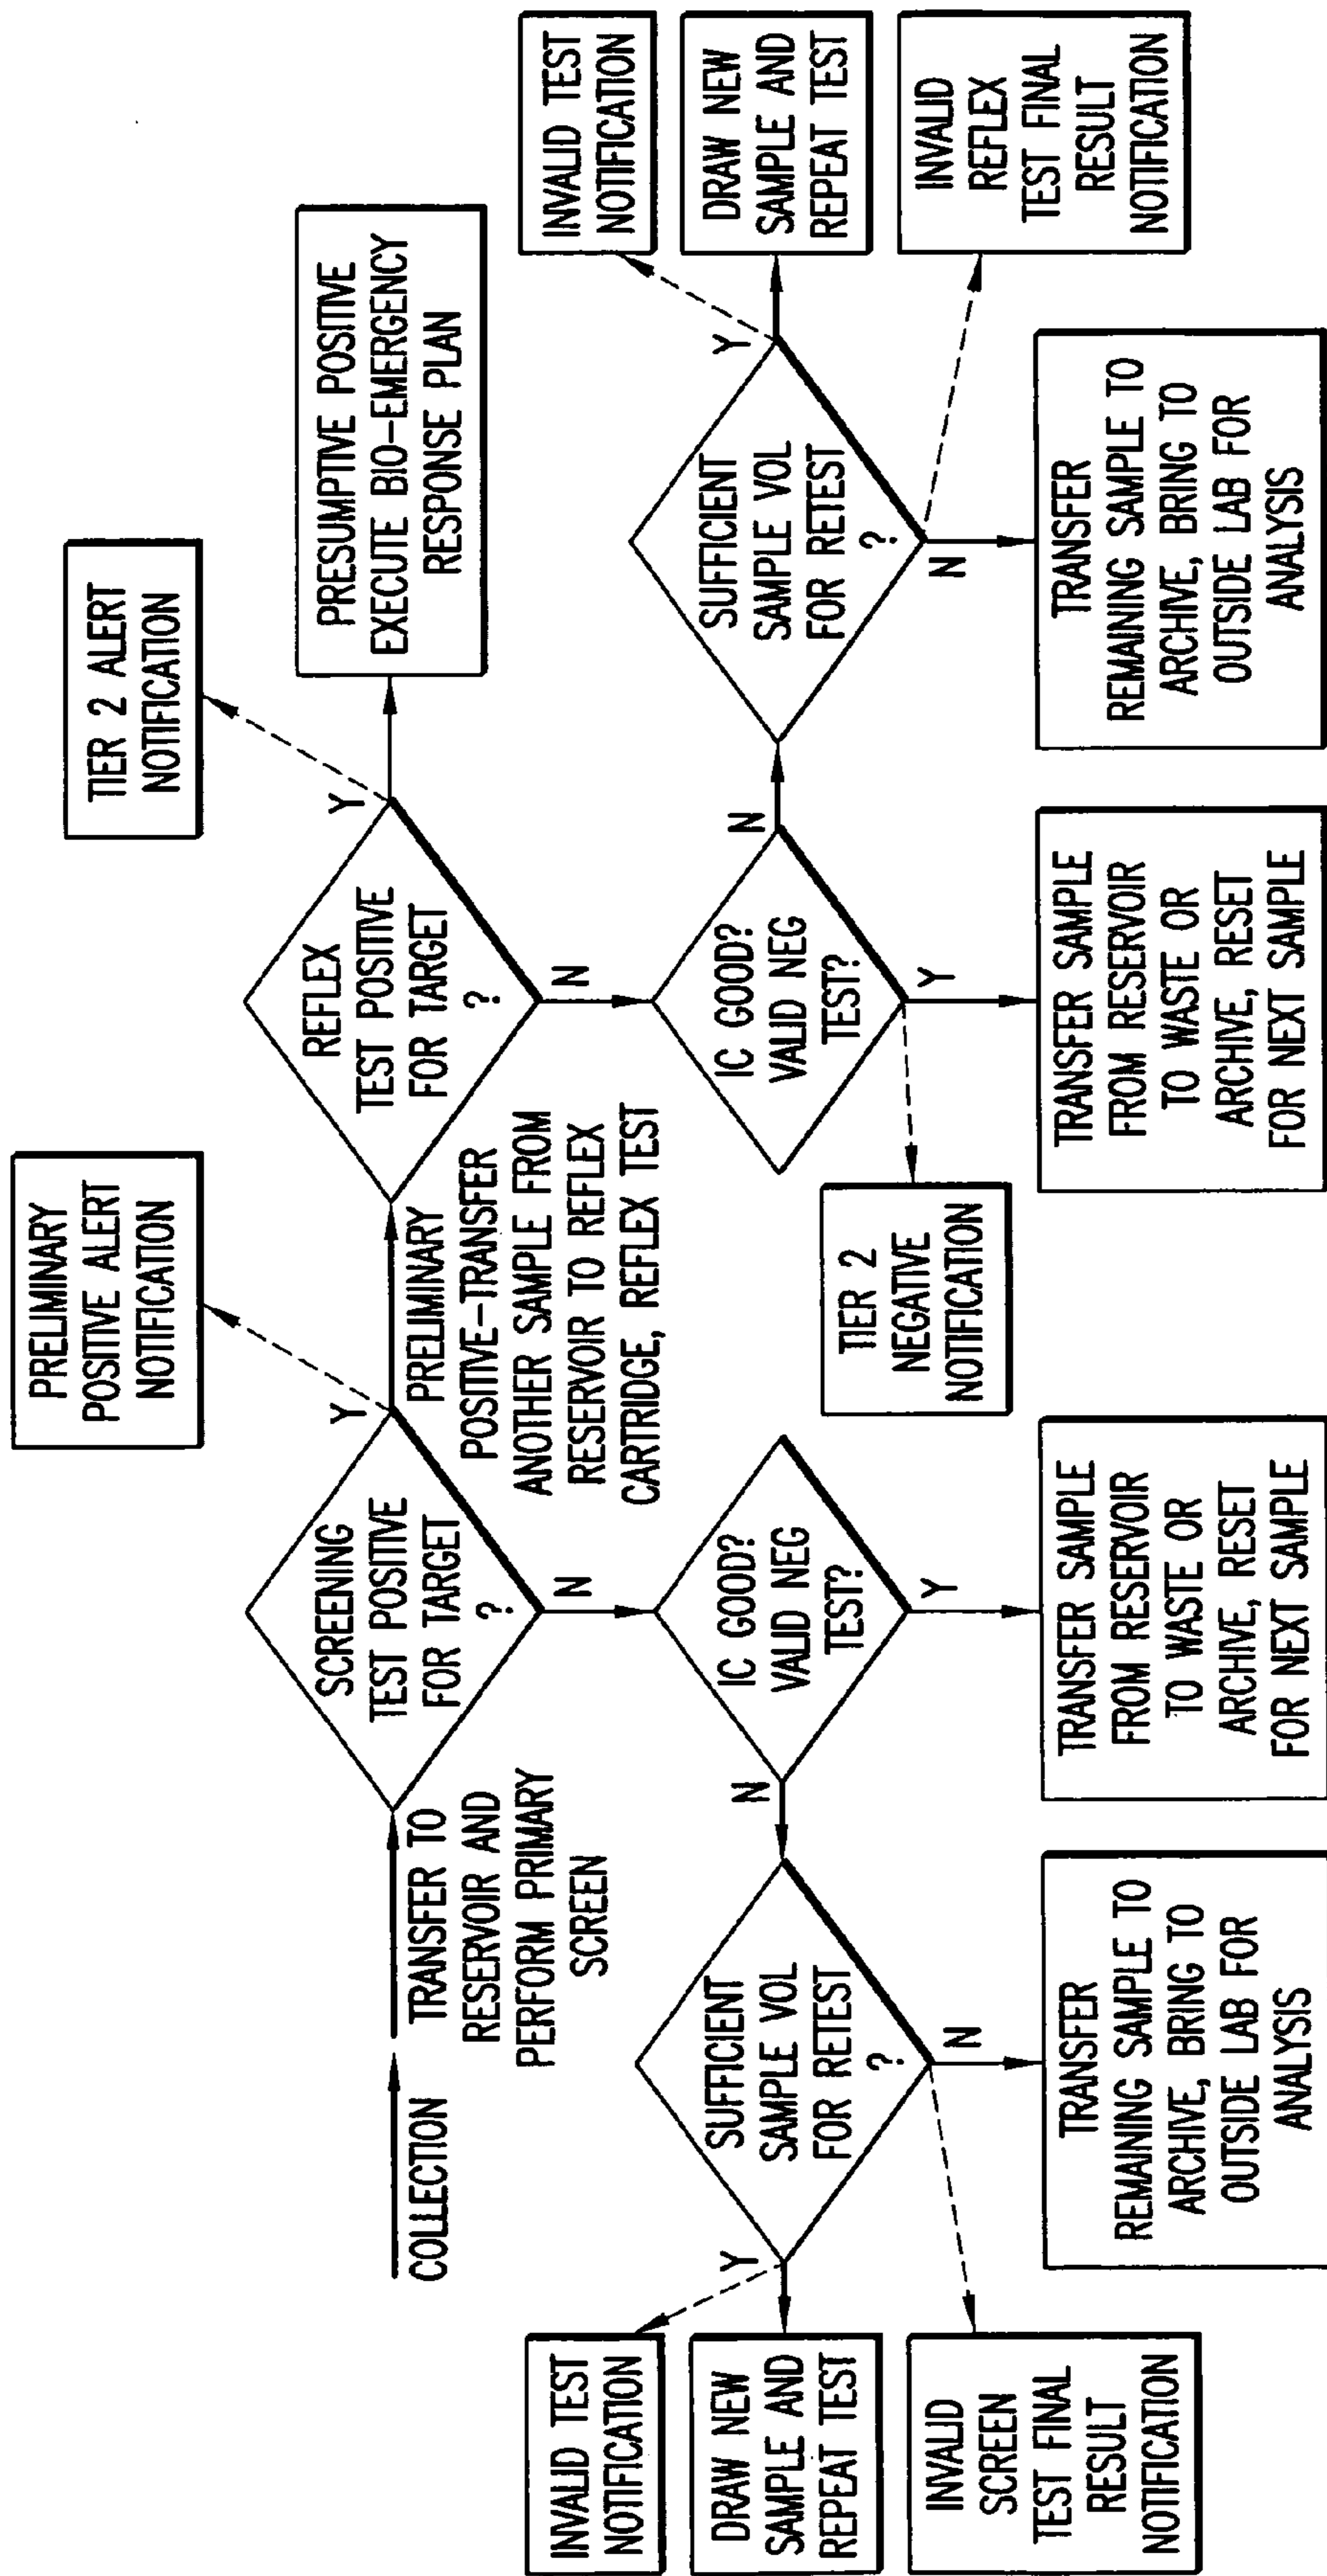 COLLECTION
TRANSFER TO
RESERVOIR AND
PERFORM PRIMARY
SCREEN
SCREENING
TEST POSITIVE
FOR TARGET
?
Y
N
PRELIMINARY
POSITIVE ALERT
NOTIFICATION
PRELIMINARY
POSITIVE-TRANSFER
ANOTHER SAMPLE FROM
RESERVOIR TO REFLEX
CARTRIDGE, REFLEX TEST
REFLEX
TEST POSITIVE
FOR TARGET
?
Y
N
TIER 2 ALERT
NOTIFICATION
PRESUMPTIVE POSITIVE
EXECUTE BIO-EMERGENCY
RESPONSE PLAN
IC GOOD?
VALID NEG
TEST?
N
Y
SUFFICIENT
SAMPLE VOL
FOR RETEST
?
Y
N
INVALID TEST
NOTIFICATION
DRAW NEW
SAMPLE AND
REPEAT TEST
INVALID
SCREEN
TEST FINAL
RESULT
NOTIFICATION
TRANSFER
REMAINING SAMPLE TO
ARCHIVE, BRING TO
OUTSIDE LAB FOR
ANALYSIS
TRANSFER SAMPLE
FROM RESERVOIR
TO WASTE OR
ARCHIVE, RESET
FOR NEXT SAMPLE
IC GOOD?
VALID NEG
TEST?
N
Y
TIER 2
NEGATIVE
NOTIFICATION
TRANSFER SAMPLE
FROM RESERVOIR
TO WASTE OR
ARCHIVE, RESET
FOR NEXT SAMPLE
SUFFICIENT
SAMPLE VOL
FOR RETEST
?
Y
N
INVALID TEST
NOTIFICATION
DRAW NEW
SAMPLE AND
REPEAT TEST
INVALID
REFLEX
TEST FINAL
RESULT
NOTIFICATION
TRANSFER
REMAINING SAMPLE TO
ARCHIVE, BRING TO
OUTSIDE LAB FOR
ANALYSIS